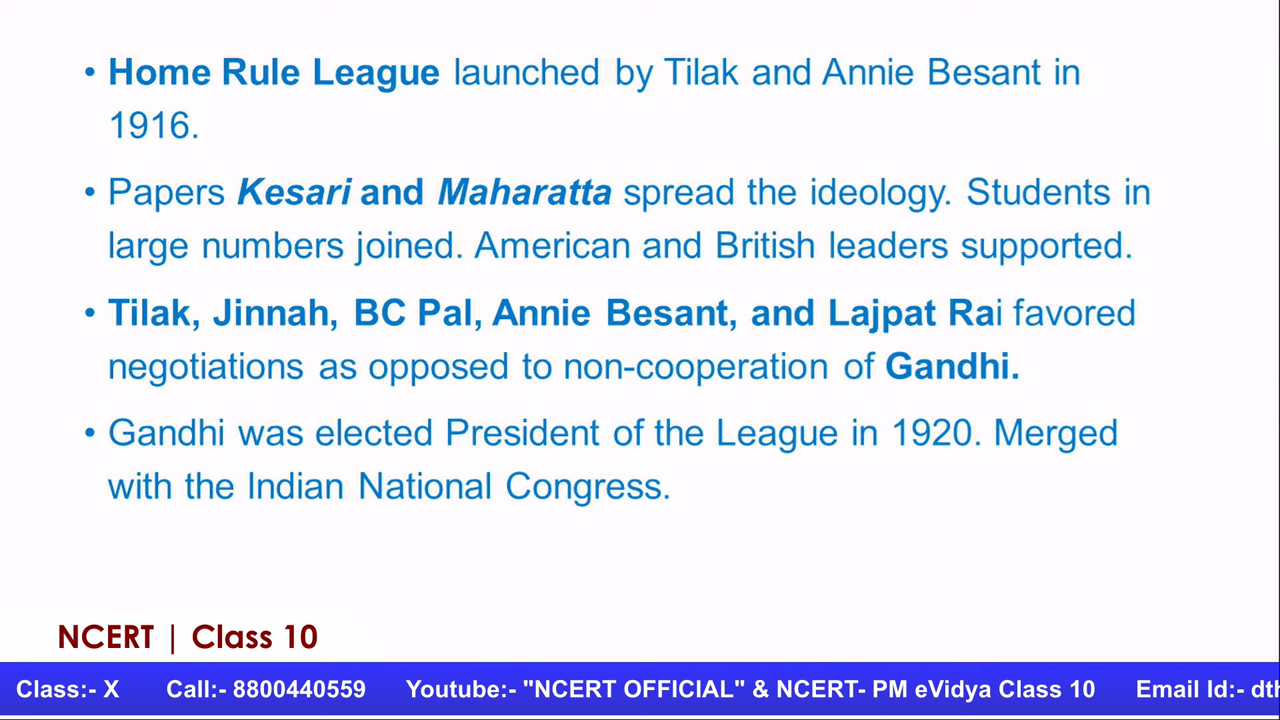 • Home Rule League launched by Tilak and Annie Besant in
1916.
• Papers Kesari and Maharatta spread the ideology. Students in
large numbers joined. American and British leaders supported.
• Tilak, Jinnah, BC Pal, Annie Besant, and Lajpat Rai favored
negotiations as opposed to non-cooperation of Gandhi.
• Gandhi was elected President of the League in 1920. Merged
with the Indian National Congress.
NCERT | Class 10
Class:- X Call:- 8800440559 Youtube:- "NCERT OFFICIAL" & NCERT- PM eVidya Class 10 Email Id:-